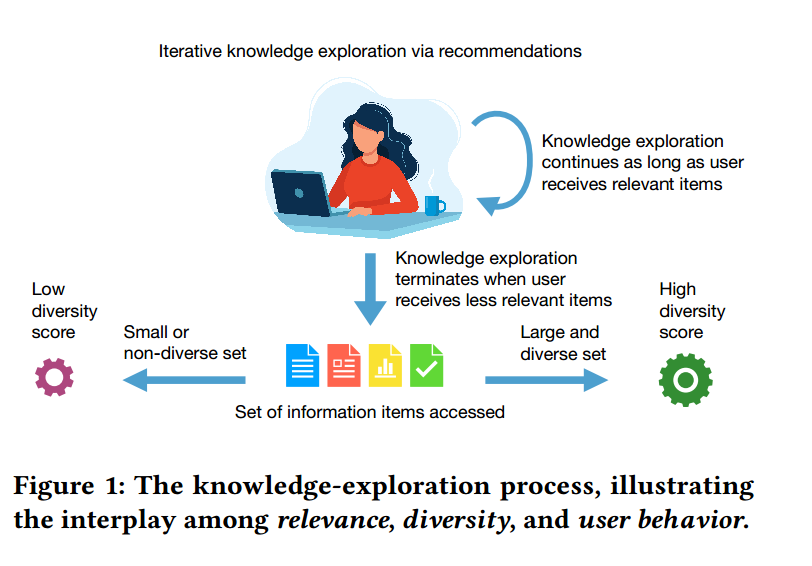 Iterative knowledge exploration via recommendations
Knowledge exploration
continues as long as user
receives relevant items
Knowledge exploration
terminates when user
receives less relevant items
Low
diversity
score
Small or
non-diverse set
Large and
diverse set
High
diversity
score
Set of information items accessed
Figure 1: The knowledge-exploration process, illustrating
the interplay among relevance, diversity, and user behavior.